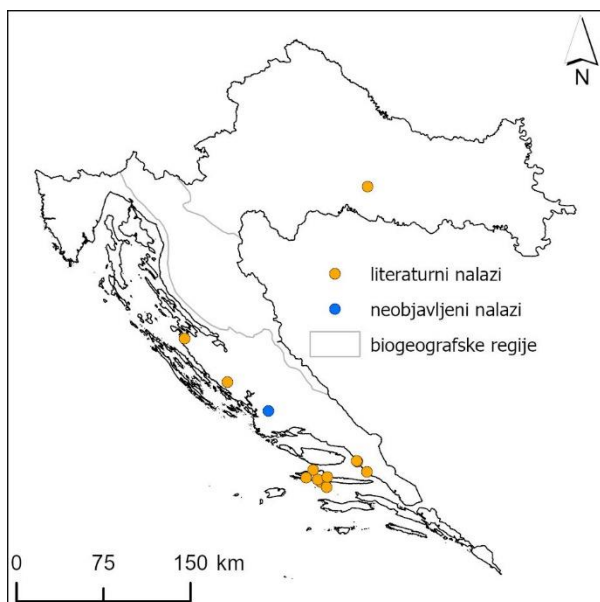 N
literaturni nalazi
neobjavljeni nalazi
biogeografske regije
0 75 150 km